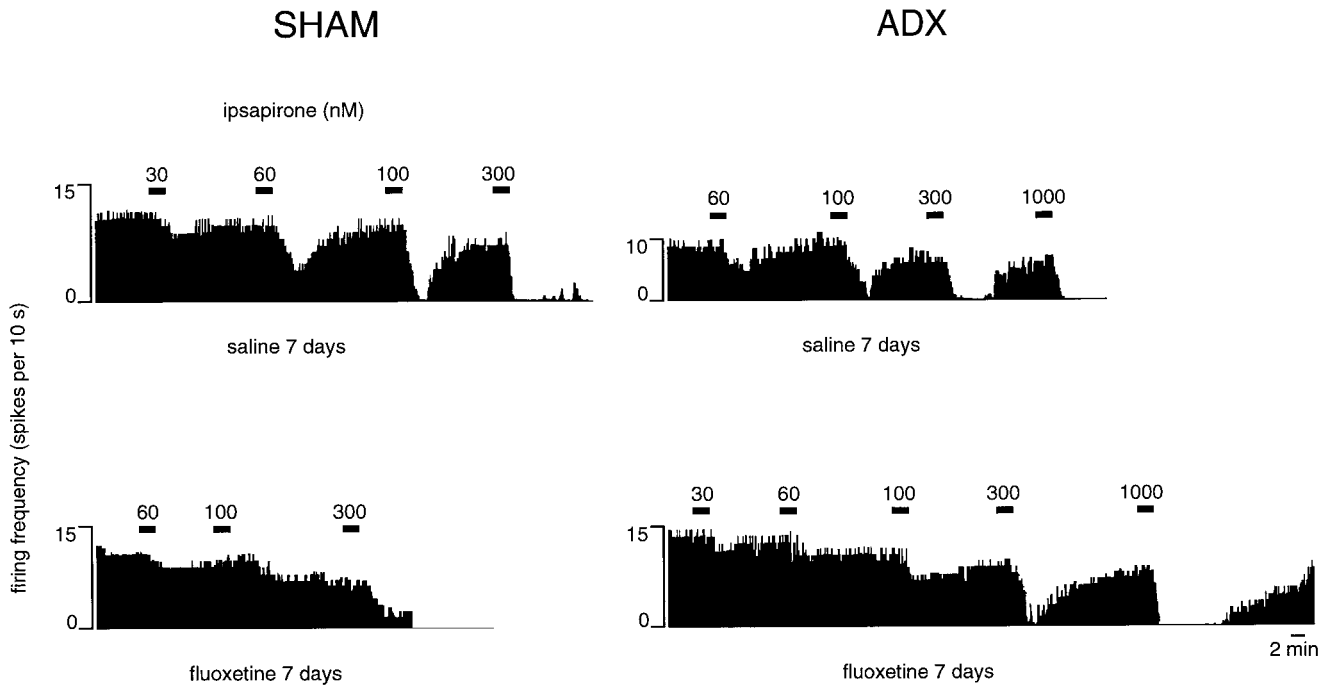 SHAM
ADX
ipsapirone (nM)
30 60 100 300
15
0
saline 7 days
60 100 300 1000
10
0
saline 7 days
firing frequency (spikes per 10 s)
60 100 300
15
0
fluoxetine 7 days
30 60 100 300 1000
15
0
2 min
fluoxetine 7 days